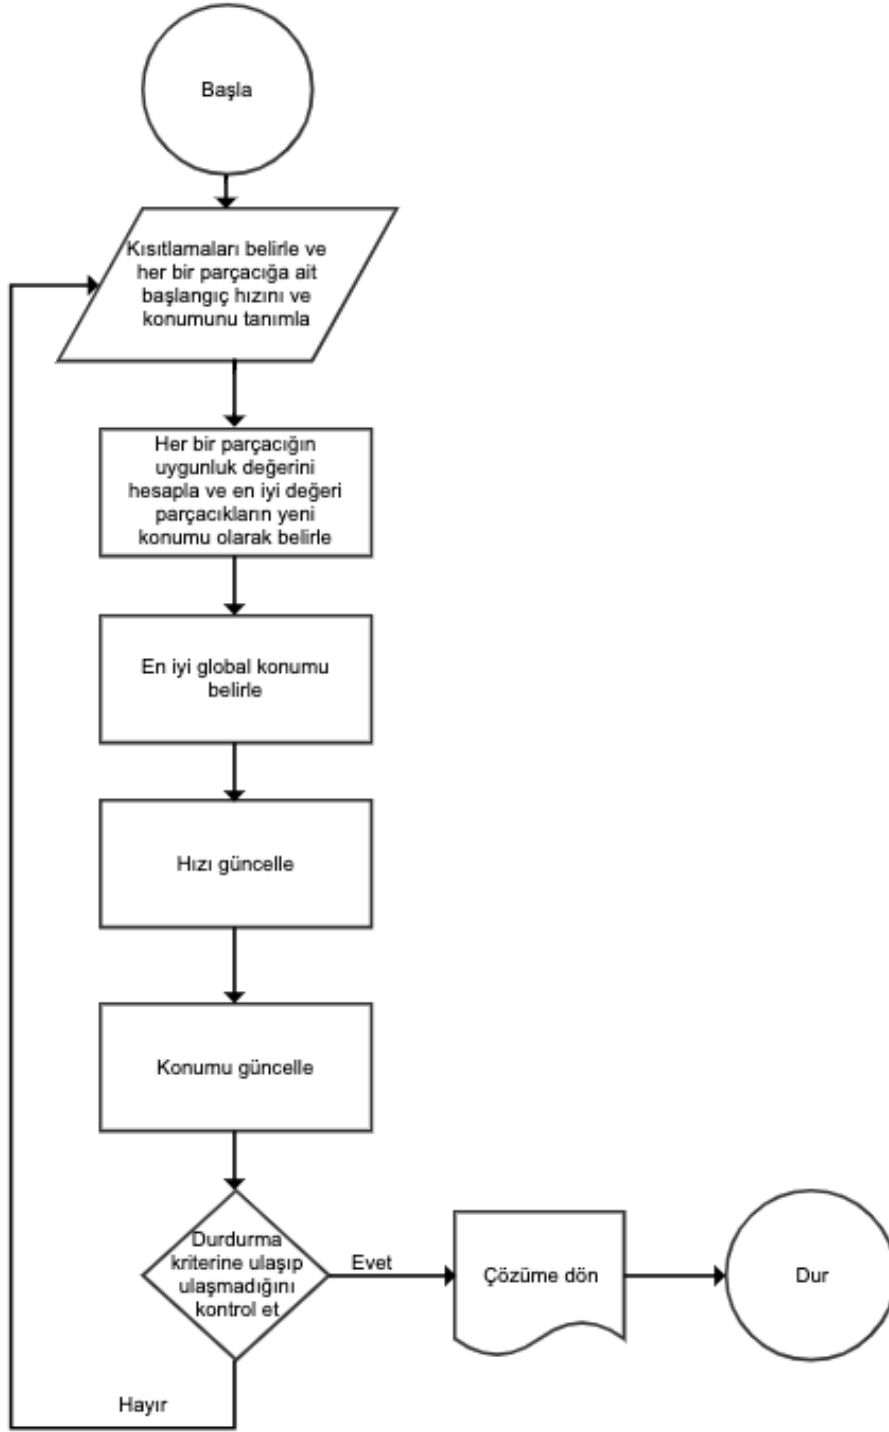 Başla
Kısıtlamaları belirle ve
her bir parçacığa ait
başlangıç hızını ve
konumunu tanımla
Her bir parçacığın
uygunluk değerini
hesapla ve en iyi değeri
parçacıkların yeni
konumu olarak belirle
En iyi global konumu
belirle
Hızı güncelle
Konumu güncelle
Durdurma
kriterine ulaşıp
ulaşmadığını
kontrol et
Evet
Çözüme dön
Dur
Hayır